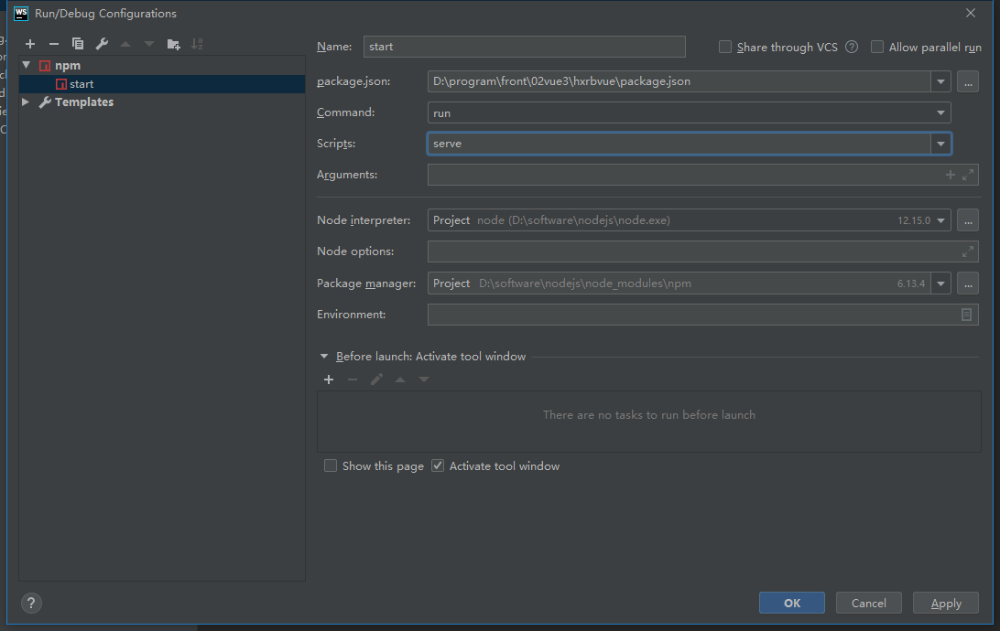 WS Run/Debug Configurations
npm
start
Templates
Name: start Share through VCS ? Allow parallel run
package.json: D:\program\front\02vue3\hxrbvue\package.json ...
Command: run
Scripts: serve
Arguments:
Node interpreter: Project node (D:\software\nodejs\node.exe) 12.15.0 ...
Node options:
Package manager: Project D:\software\nodejs\node_modules\npm 6.13.4 ...
Environment:
Before launch: Activate tool window
There are no tasks to run before launch
Show this page Activate tool window
? OK Cancel Apply